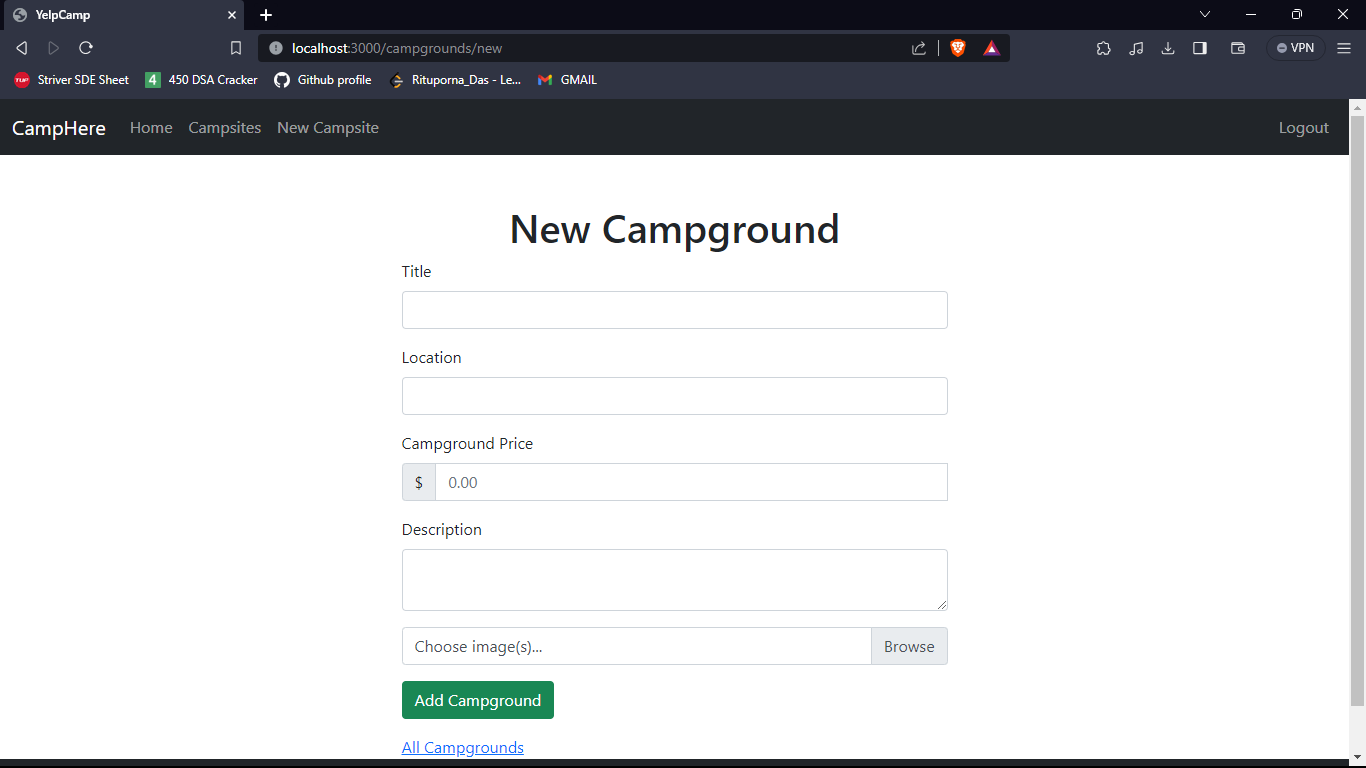 YelpCamp
localhost:3000/campgrounds/new
VPN
TUF Striver SDE Sheet 4 450 DSA Cracker Github profile Rituporna_Das - Le... GMAIL
CampHere Home Campsites New Campsite Logout
New Campground
Title
Location
Campground Price
$ 0.00
Description
Choose image(s)... Browse
Add Campground
All Campgrounds